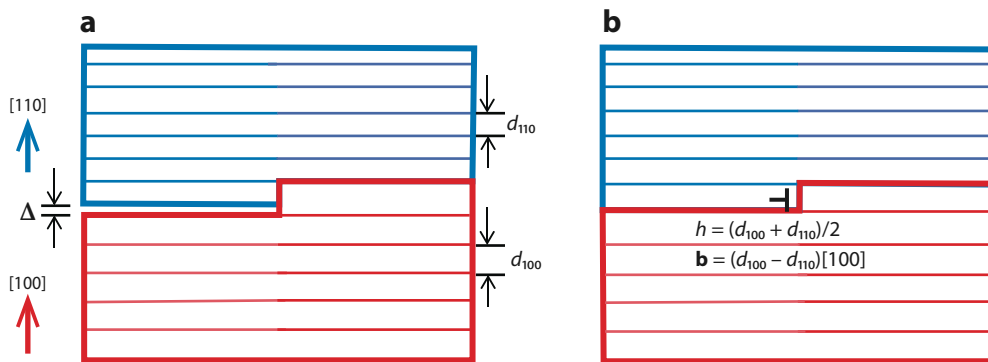 a
b
[110]
d110
Δ
[100]
d100
h = (d100 + d110)/2
b = (d100 – d110)[100]